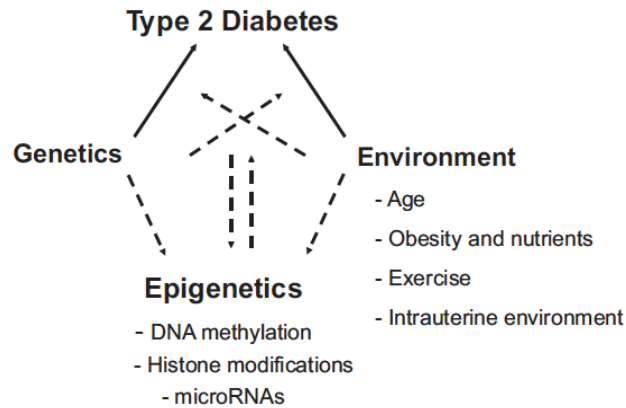 Type 2 Diabetes
Genetics
Environment
- Age
- Obesity and nutrients
- Exercise
- Intrauterine environment
Epigenetics
- DNA methylation
- Histone modifications
- microRNAs